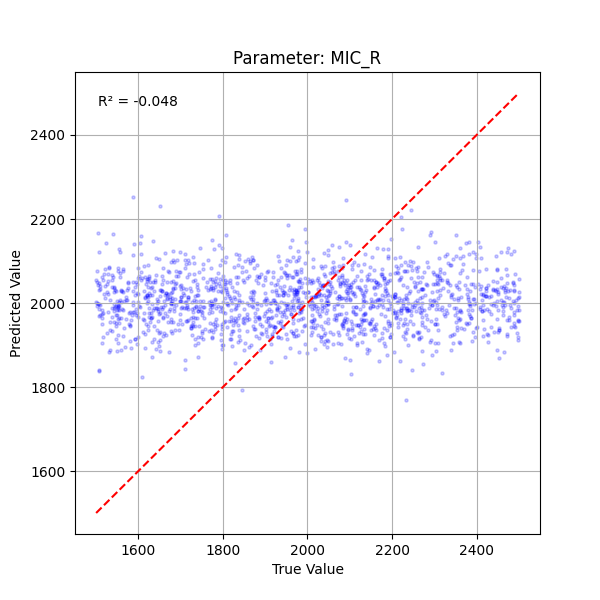 Parameter: MIC_R
R² = -0.048
Predicted Value
2400
2200
2000
1800
1600
1600 1800 2000 2200 2400
True Value